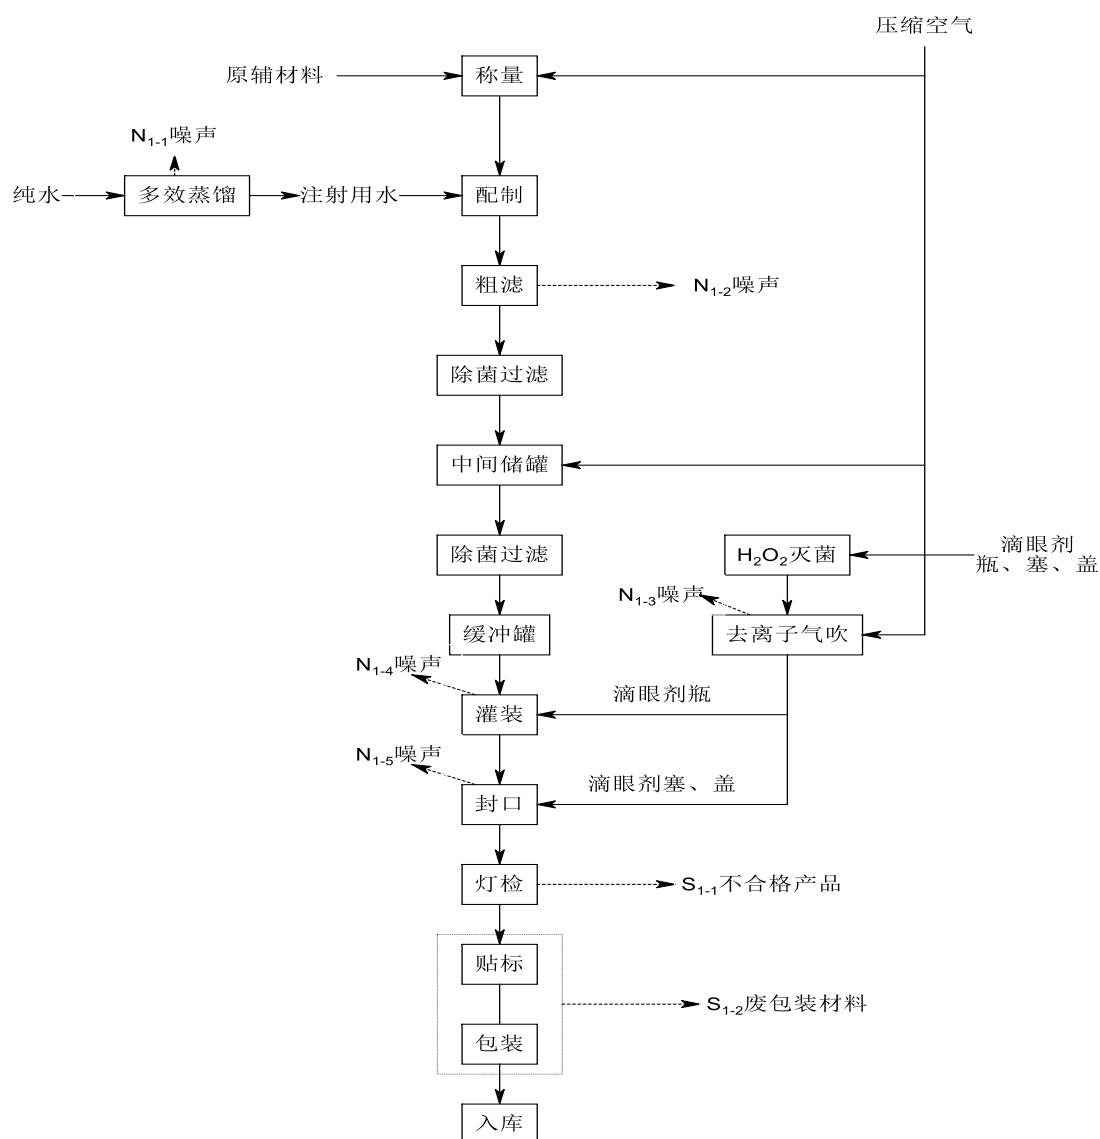 压缩空气
原辅材料
称量
N₁₋₁噪声
纯水
多效蒸馏
注射用水
配制
粗滤
N₁₋₂噪声
除菌过滤
中间储罐
除菌过滤
H₂O₂灭菌
滴眼剂
瓶、塞、盖
N₁₋₃噪声
缓冲罐
去离子气吹
N₁₋₄噪声
滴眼剂瓶
灌装
N₁₋₅噪声
滴眼剂塞、盖
封口
灯检
S₁₋₁不合格产品
贴标
S₁₋₂废包装材料
包装
入库